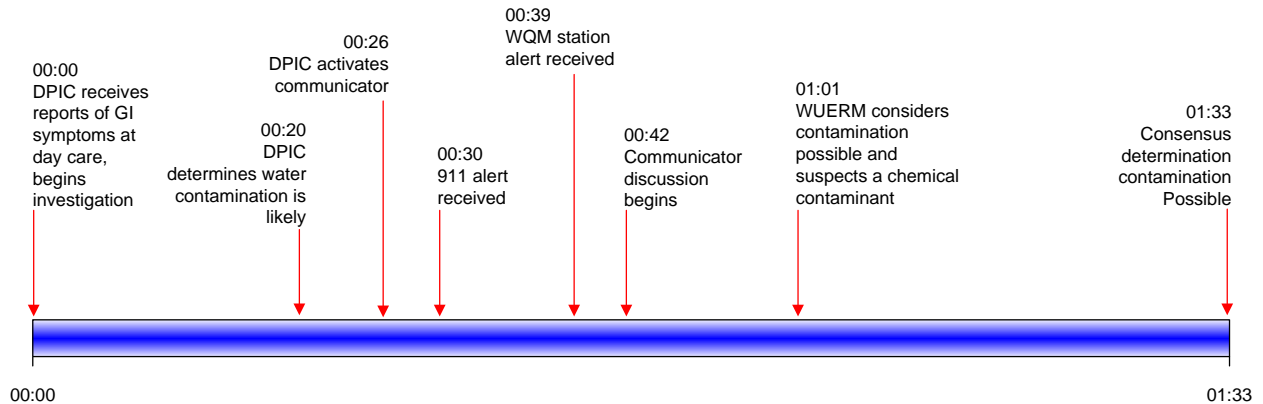 00:00
DPIC receives
reports of GI
symptoms at
day care,
begins
investigation
00:20
DPIC
determines water
contamination is
likely
00:26
DPIC activates
communicator
00:30
911 alert
received
00:39
WQM station
alert received
00:42
Communicator
discussion
begins
01:01
WUERM considers
contamination
possible and
suspects a chemical
contaminant
01:33
Consensus
determination
contamination
Possible
00:00
01:33